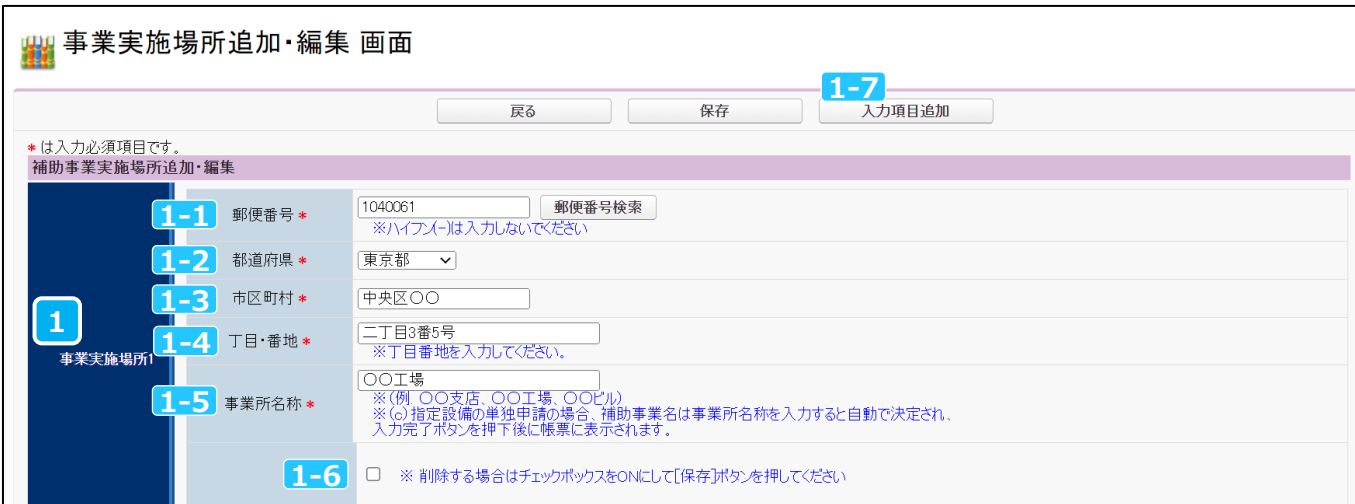 事業実施場所追加・編集 画面
1-7
戻る 保存 入力項目追加
* は入力必須項目です。
補助事業実施場所追加・編集
1-1 郵便番号 * 1040061 郵便番号検索
※ハイフン(-)は入力しないでください
1-2 都道府県 * 東京都
1-3 市区町村 * 中央区〇〇
1
事業実施場所1
1-4 丁目・番地 * 二丁目3番5号
※丁目番地を入力してください。
1-5 事業所名称 * 〇〇工場
※(例. 〇〇支店、〇〇工場、〇〇ビル)
※(c)指定設備の単独申請の場合、補助事業名は事業所名称を入力すると自動で決定され、
入力完了ボタンを押下後に帳票に表示されます。
1-6 ※ 削除する場合はチェックボックスをONにして[保存]ボタンを押してください